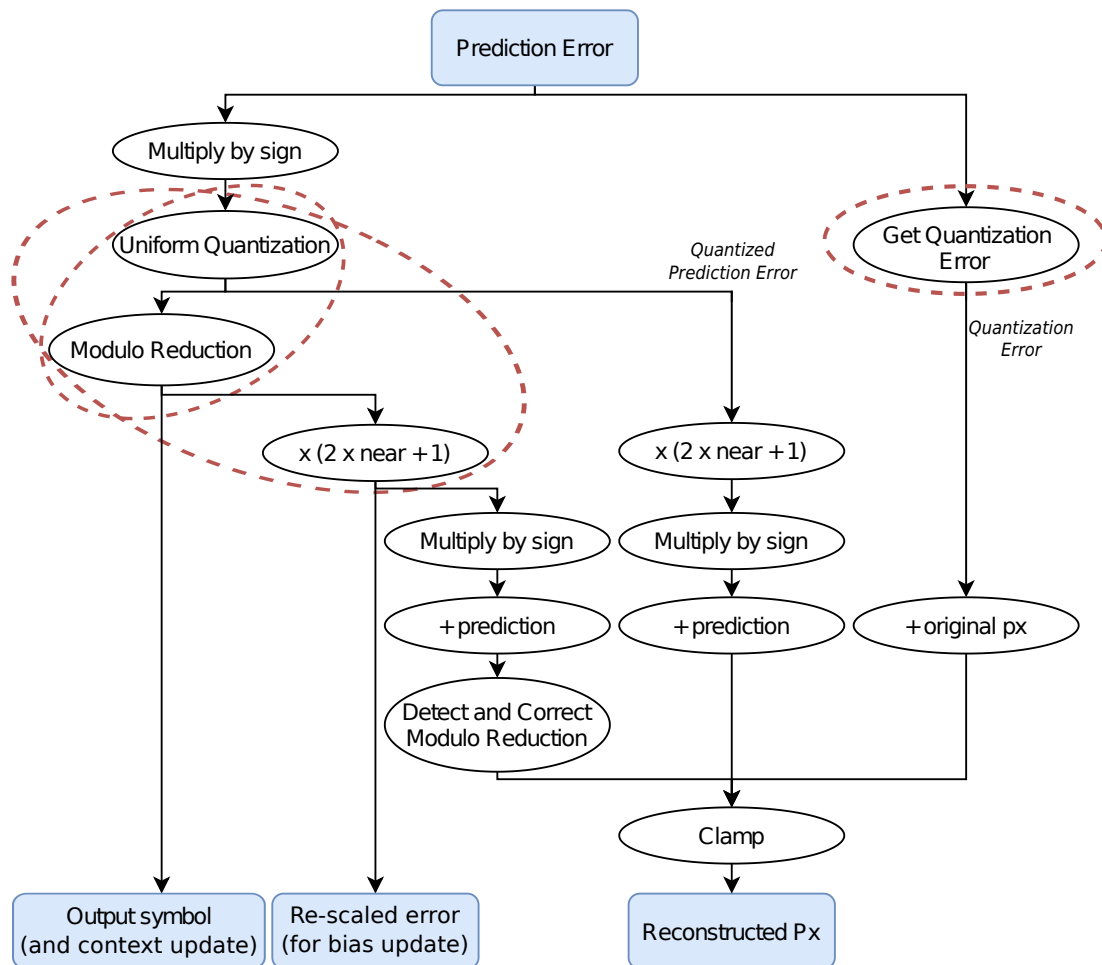 Prediction Error
Multiply by sign
Uniform Quantization
Quantized
Prediction Error
Get Quantization
Error
Modulo Reduction
Quantization
Error
x (2 x near + 1)
x (2 x near + 1)
Multiply by sign
Multiply by sign
+ prediction
+ prediction
+ original px
Detect and Correct
Modulo Reduction
Clamp
Output symbol
(and context update)
Re-scaled error
(for bias update)
Reconstructed Px